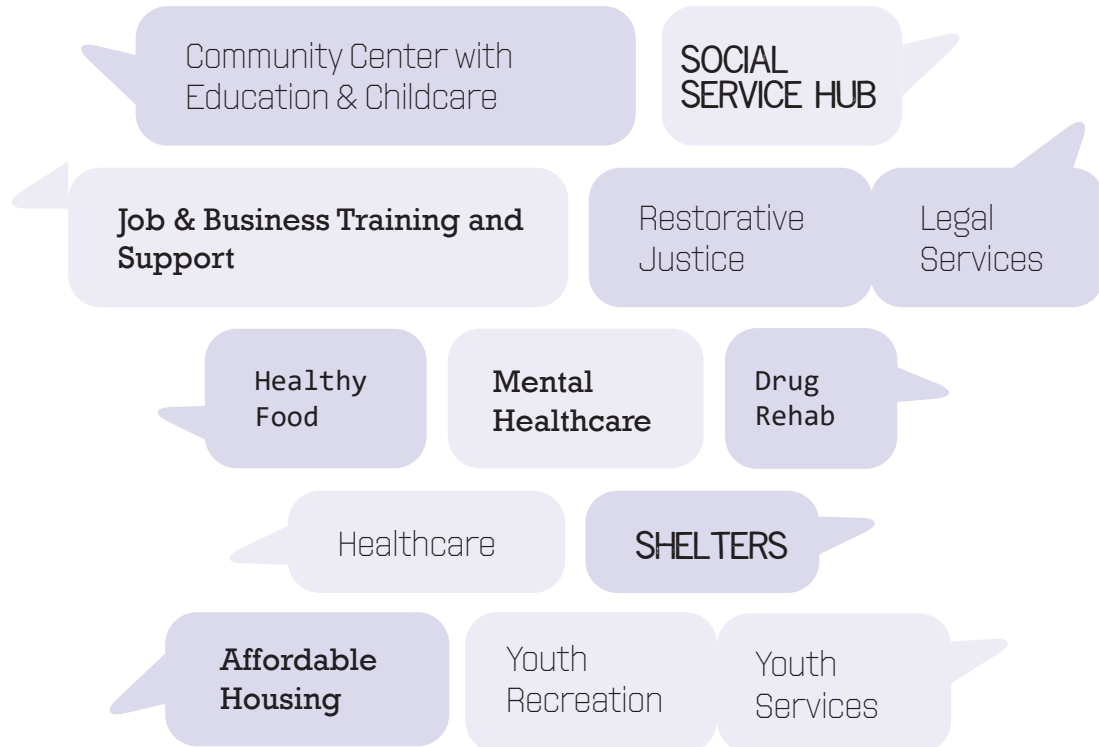 Community Center with
Education & Childcare
SOCIAL
SERVICE HUB
Job & Business Training and
Support
Restorative
Justice
Legal
Services
Healthy
Food
Mental
Healthcare
Drug
Rehab
Healthcare
SHELTERS
Affordable
Housing
Youth
Recreation
Youth
Services